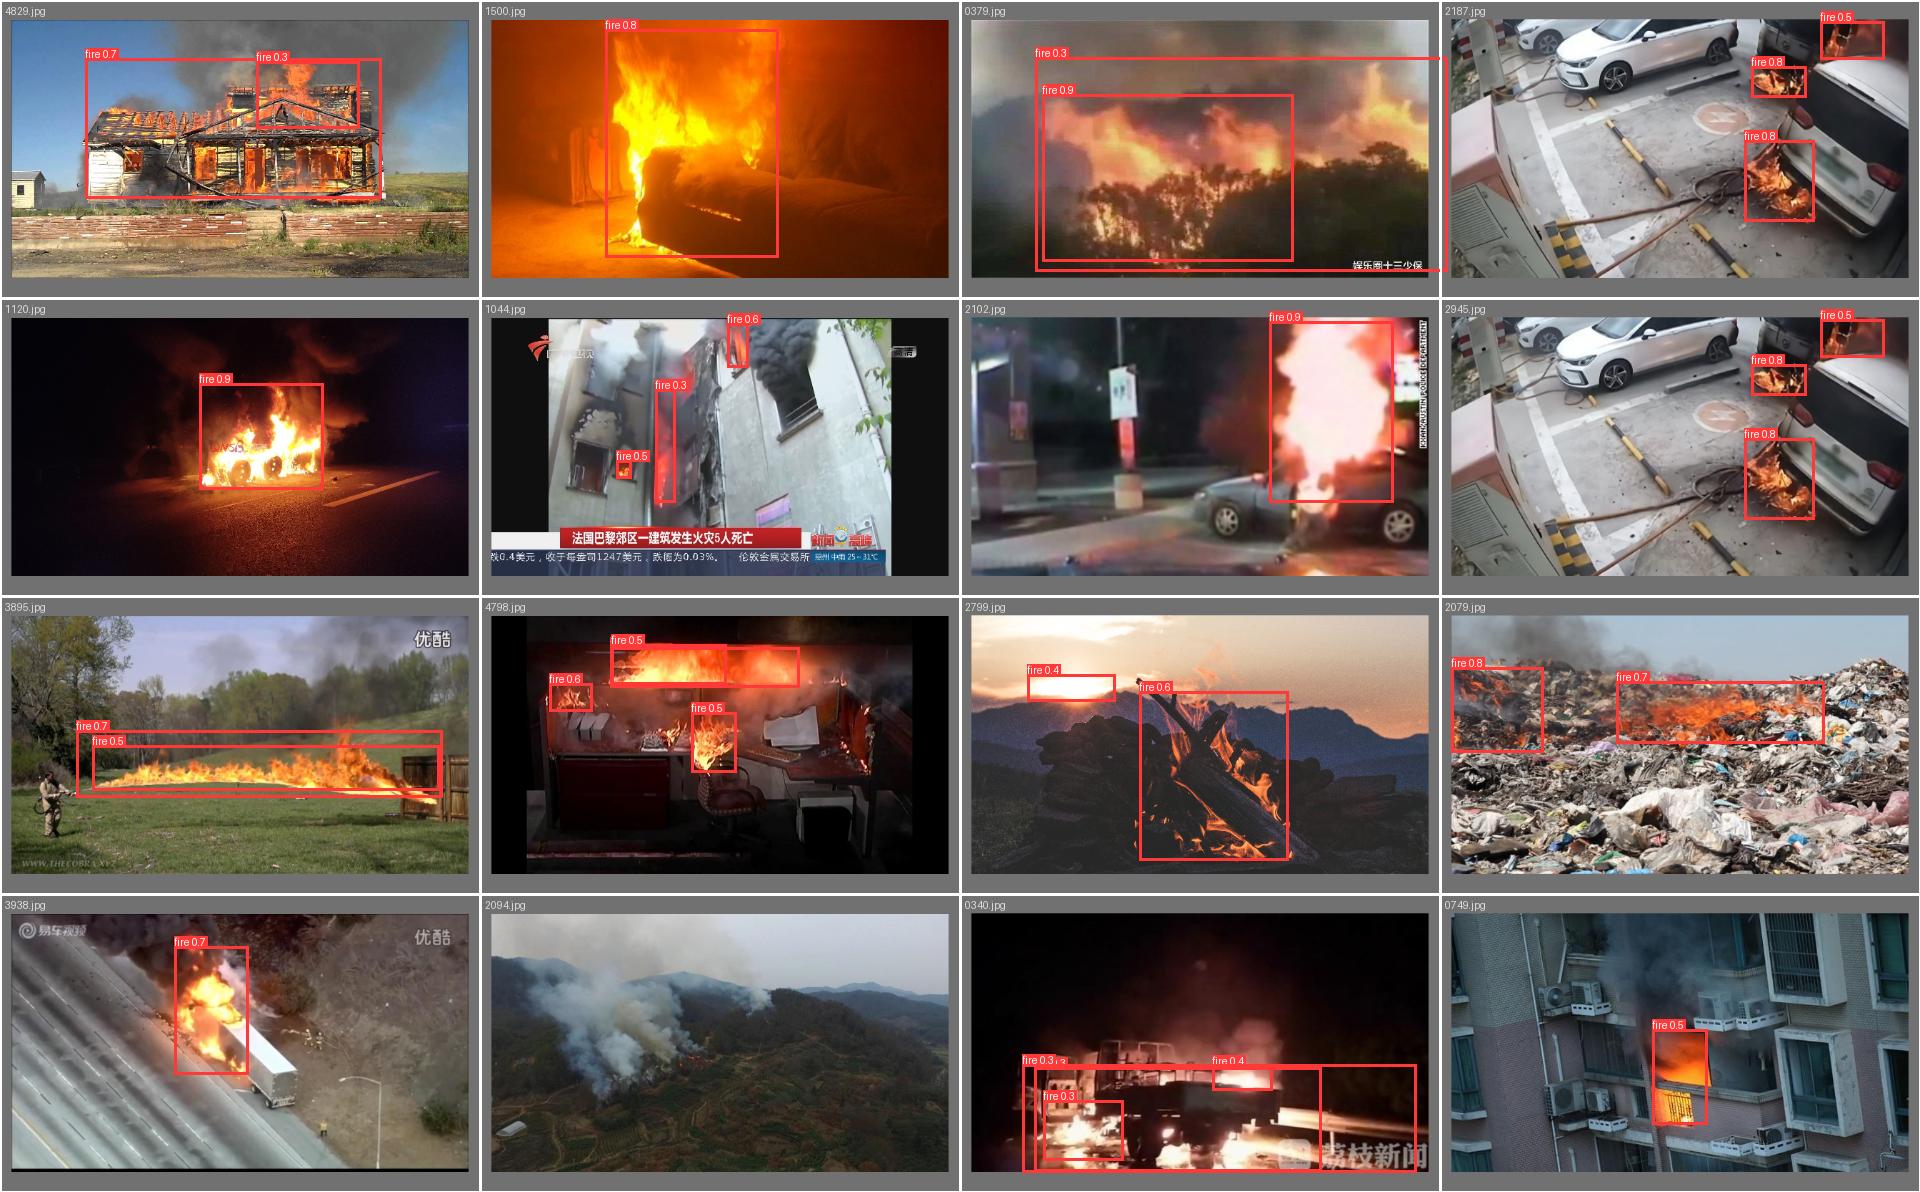 4829.jpg
fire 0.7
fire 0.3
1500.jpg
fire 0.8
0379.jpg
fire 0.3
fire 0.9
娱乐圈十三少保
2187.jpg
fire 0.5
fire 0.8
fire 0.8
1120.jpg
fire 0.9
1044.jpg
fire 0.6
fire 0.3
fire 0.5
高清
法国巴黎郊区一建筑发生火灾5人死亡
跌0.4美元，收于每盎司1247美元，跌幅为0.03%。 伦敦金属交易所
25~31℃
2102.jpg
fire 0.9
KRAN/AUSTIN POLICE DEPARTMENT
2945.jpg
fire 0.5
fire 0.8
fire 0.8
3895.jpg
优酷
fire 0.7
fire 0.5
WWW.THECOBRA.XYZ
4798.jpg
fire 0.5
fire 0.6
fire 0.5
2799.jpg
fire 0.4
fire 0.6
2079.jpg
fire 0.8
fire 0.7
3938.jpg
易车视频
优酷
fire 0.7
2094.jpg
0340.jpg
fire 0.3
fire 0.4
fire 0.3
荔枝新闻
0749.jpg
fire 0.5